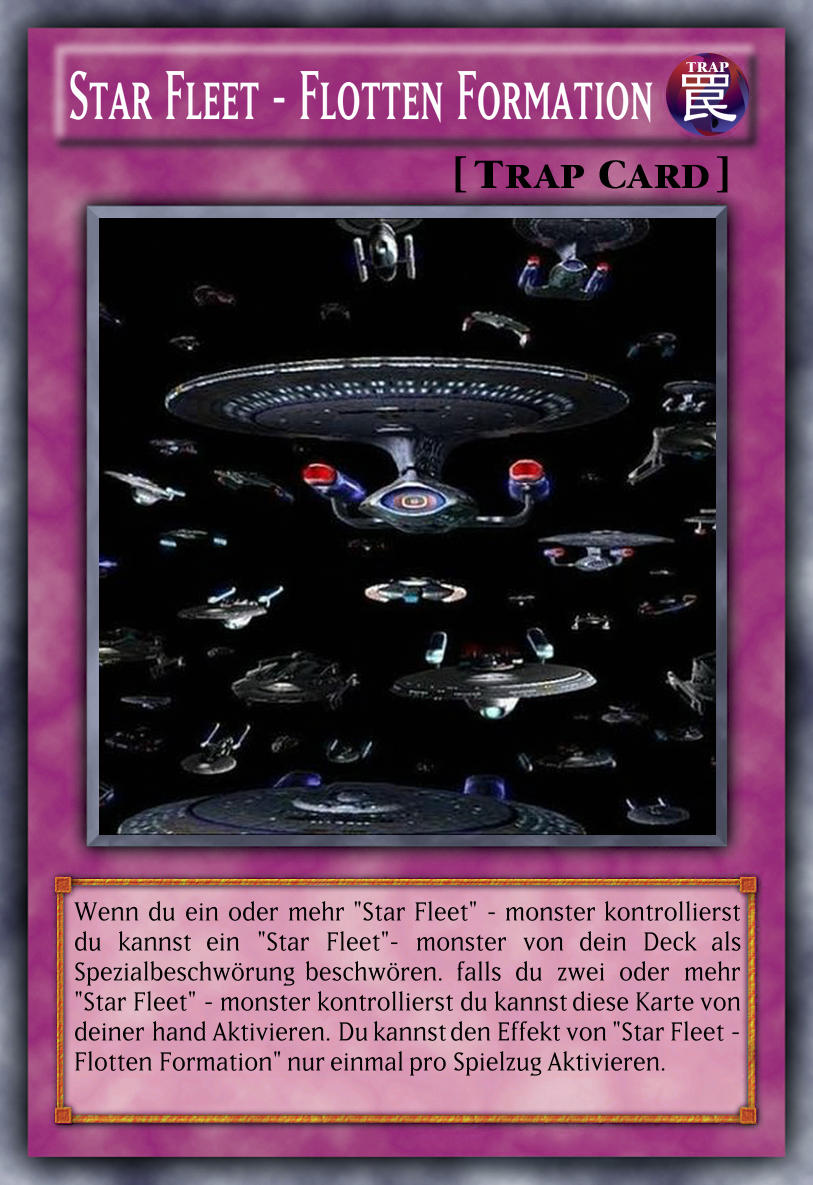 Star Fleet - Flotten Formation
TRAP
罠
[Trap Card]
Wenn du ein oder mehr "Star Fleet" - monster kontrollierst
du kannst ein "Star Fleet"- monster von dein Deck als
Spezialbeschwörung beschwören. falls du zwei oder mehr
"Star Fleet" - monster kontrollierst du kannst diese Karte von
deiner hand Aktivieren. Du kannst den Effekt von "Star Fleet -
Flotten Formation" nur einmal pro Spielzug Aktivieren.